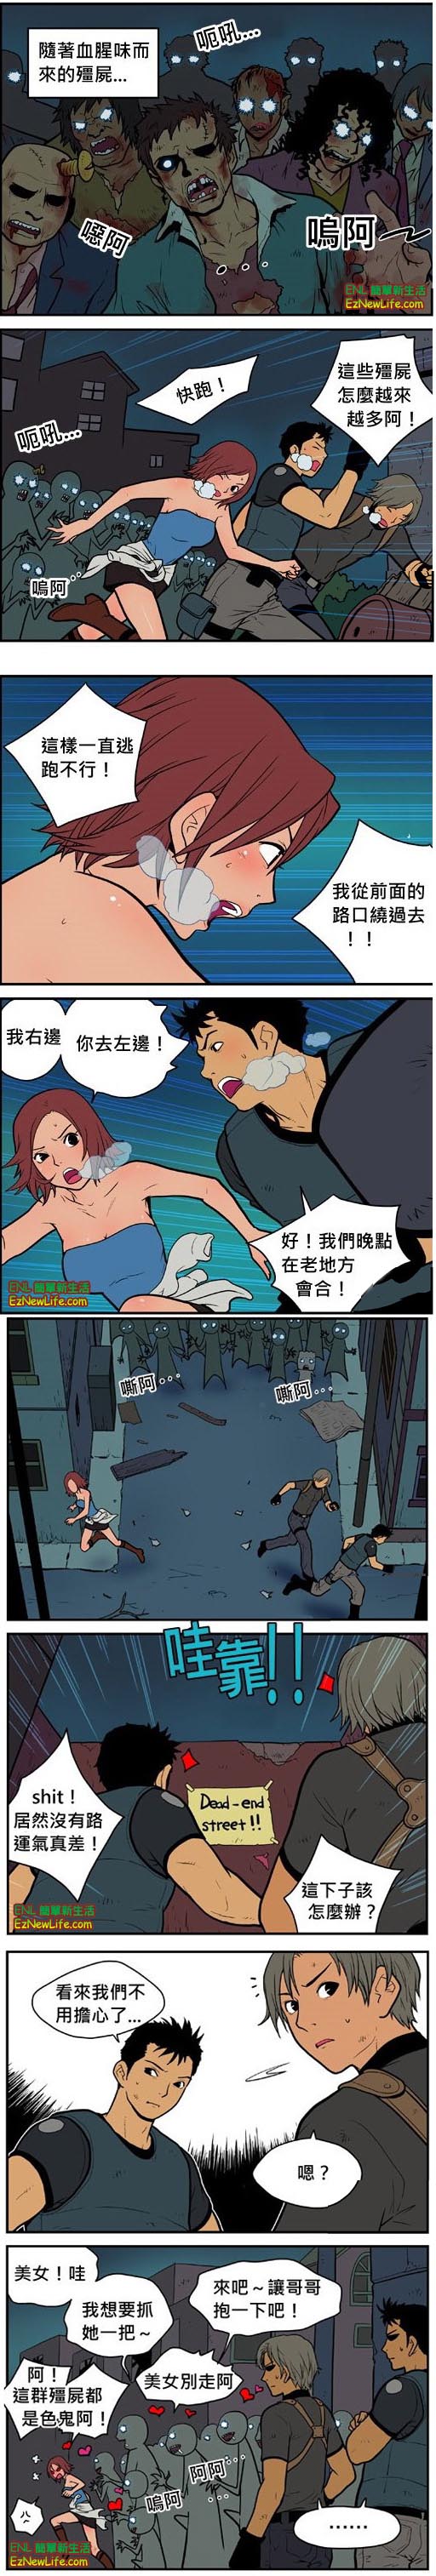 隨著血腥味而
來的殭屍...
呃吼...
噁阿
嗚阿～
ENL 簡單新生活
EzNewLife.com
呃吼...
快跑！
這些殭屍
怎麼越來
越多阿！
嗚阿..
這樣一直逃
跑不行！
我從前面的
路口繞過去
！！
我右邊
你去左邊！
好！我們晚點
在老地方
會合！
ENL 簡單新生活
EzNewLife.com
嘶阿...
嘶阿...
哇靠!!
shit！
居然沒有路
運氣真差！
Dead-end
street!!
這下子該
怎麼辦？
ENL 簡單新生活
EzNewLife.com
看來我們不
用擔心了...
嗯？
美女！哇
我想要抓
她一把～
來吧～讓哥哥
抱一下吧！
阿！
這群殭屍都
是色鬼阿！
美女別走阿
嗚阿...
阿阿...
......
ENL 簡單新生活
EzNewLife.com